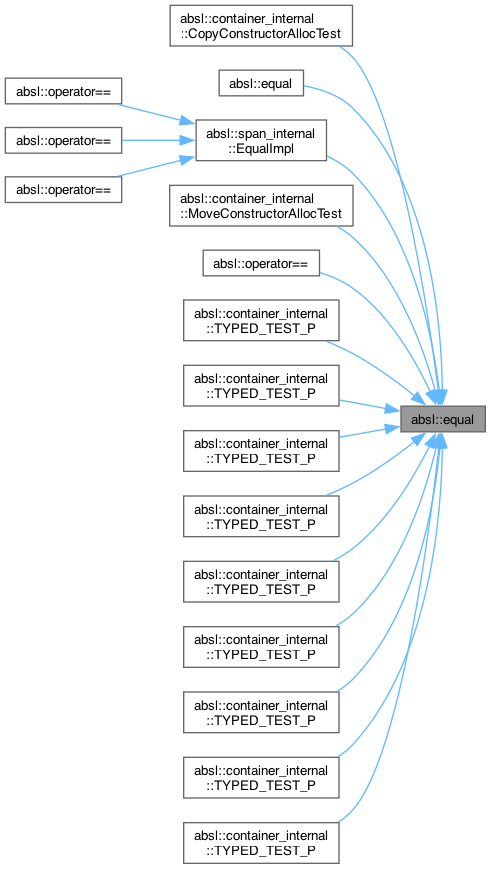 absl::container_internal
::CopyConstructorAllocTest
absl::equal
absl::operator==
absl::span_internal
::EqualImpl
absl::operator==
absl::operator==
absl::container_internal
::MoveConstructorAllocTest
absl::operator==
absl::container_internal
::TYPED_TEST_P
absl::container_internal
::TYPED_TEST_P
absl::equal
absl::container_internal
::TYPED_TEST_P
absl::container_internal
::TYPED_TEST_P
absl::container_internal
::TYPED_TEST_P
absl::container_internal
::TYPED_TEST_P
absl::container_internal
::TYPED_TEST_P
absl::container_internal
::TYPED_TEST_P
absl::container_internal
::TYPED_TEST_P